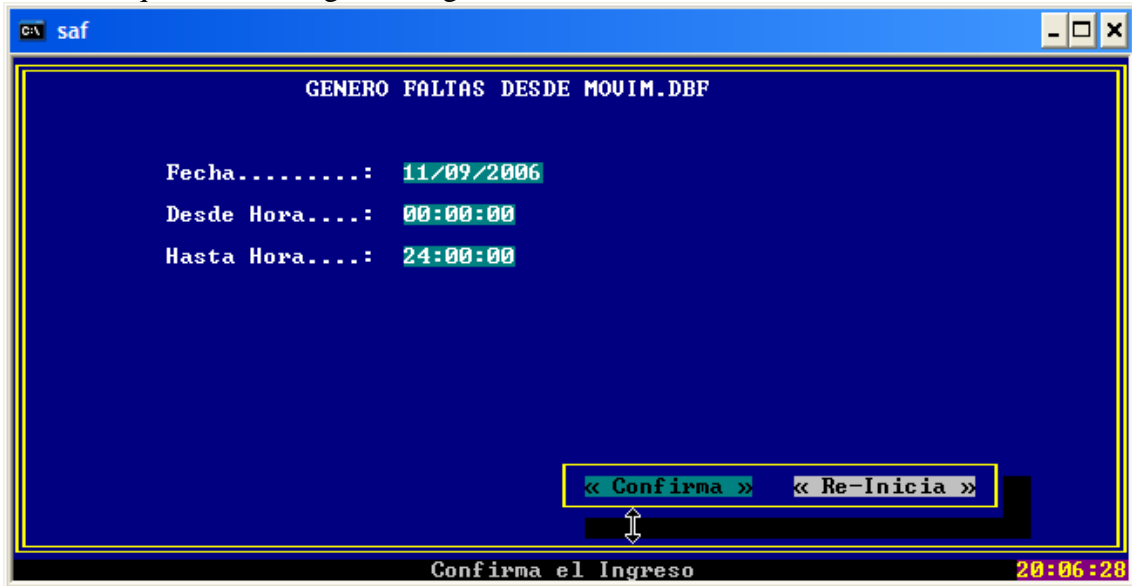 saf
GENERO FALTAS DESDE MOVIM.DBF
Fecha.........: 11/09/2006
Desde Hora....: 00:00:00
Hasta Hora....: 24:00:00
« Confirma » « Re-Inicia »
Confirma el Ingreso 20:06:28